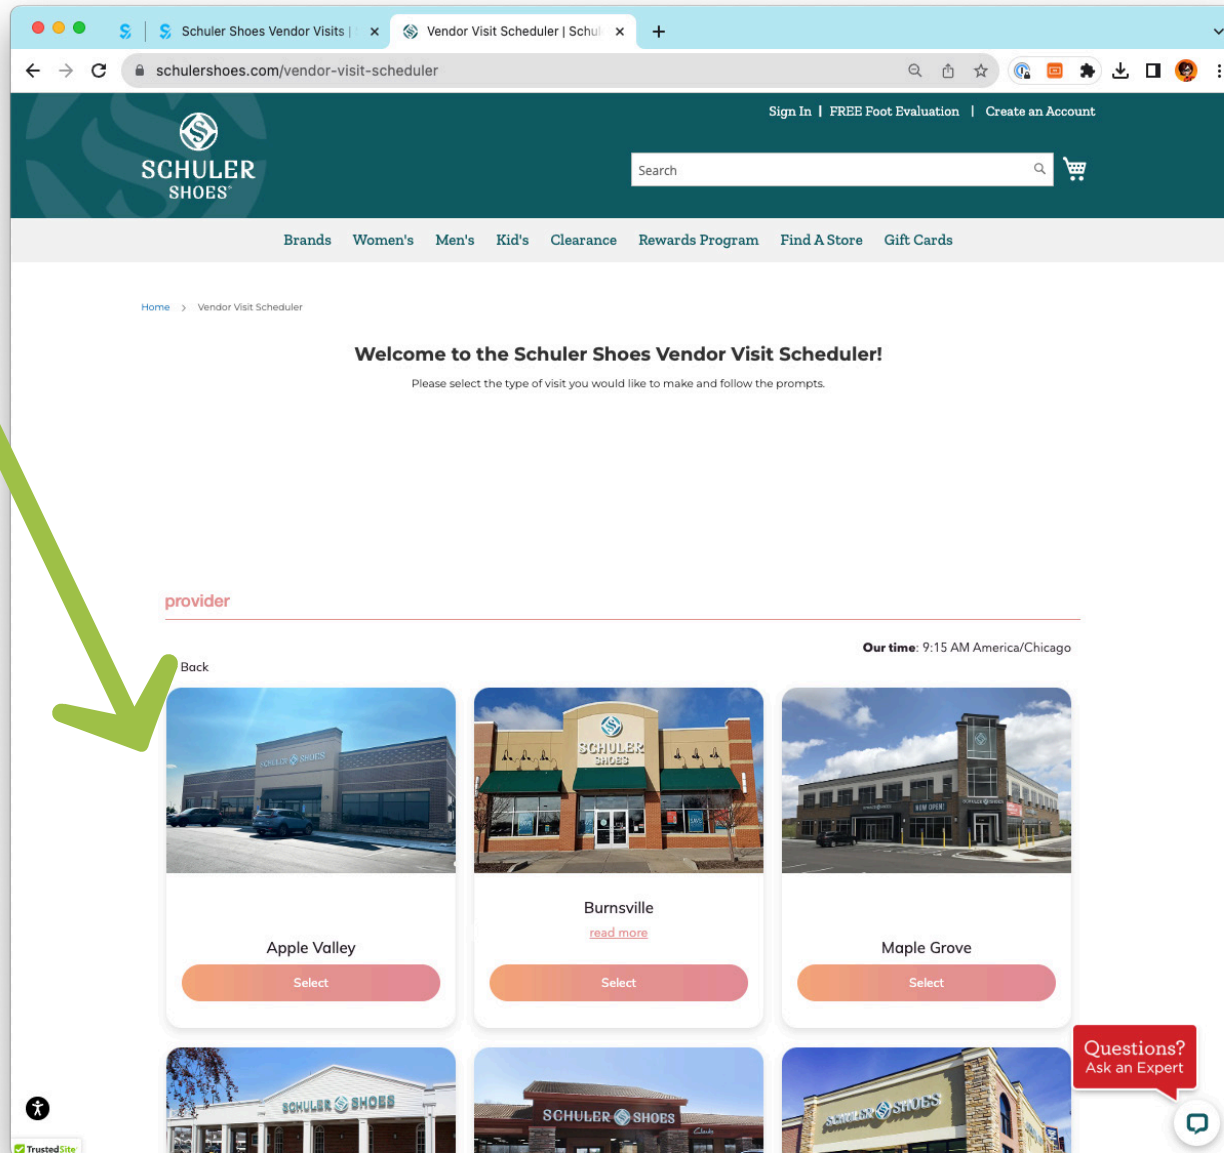 Schuler Shoes Vendor Visits |
Vendor Visit Scheduler | Schul
schulershoes.com/vendor-visit-scheduler
Sign In | FREE Foot Evaluation | Create an Account
SCHULER
SHOES
Search
Brands Women's Men's Kid's Clearance Rewards Program Find A Store Gift Cards
Home > Vendor Visit Scheduler
Welcome to the Schuler Shoes Vendor Visit Scheduler!
Please select the type of visit you would like to make and follow the prompts.
provider
Our time: 9:15 AM America/Chicago
Back
SCHULER SHOES
SCHULER
SHOES
NOW OPEN!
Burnsville
read more
Apple Valley
Maple Grove
Select
Select
Select
Questions?
Ask an Expert
SCHULER SHOES
SCHULER SHOES
Clarks
SCHULER SHOES
TrustedSite